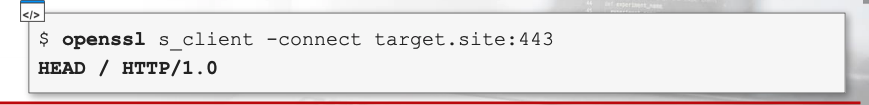 </>
$ openssl s_client -connect target.site:443
HEAD / HTTP/1.0